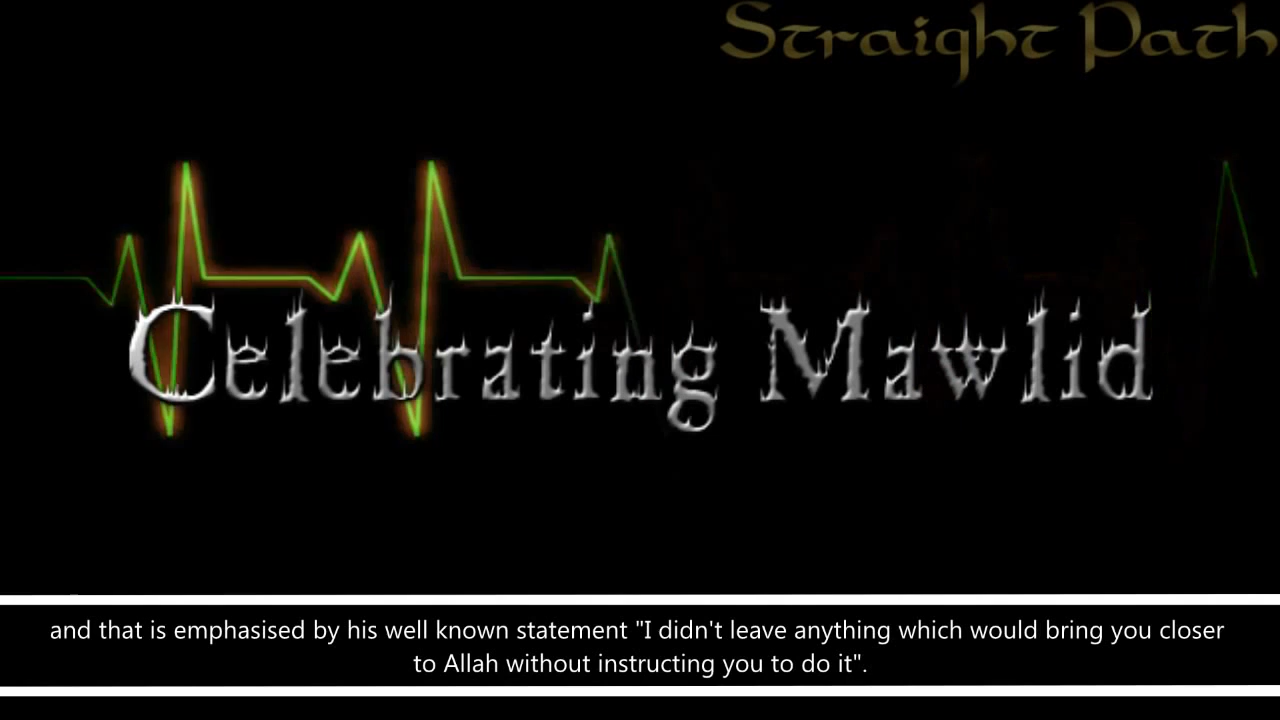 Straight Path
Celebrating Mawlid
and that is emphasised by his well known statement "I didn't leave anything which would bring you closer
to Allah without instructing you to do it".